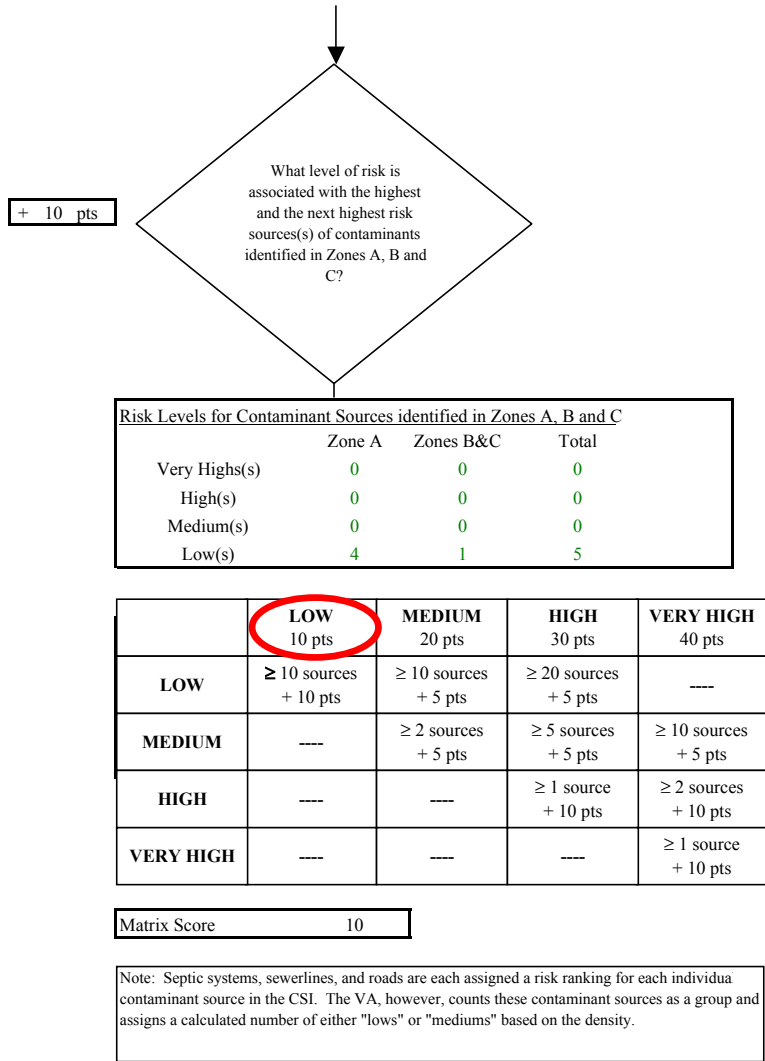 What level of risk is
associated with the highest
and the next highest risk
sources(s) of contaminants
identified in Zones A, B and
C?
+ 10 pts
Risk Levels for Contaminant Sources identified in Zones A, B and C
Zone A Zones B&C Total
Very Highs(s) 0 0 0
High(s) 0 0 0
Medium(s) 0 0 0
Low(s) 4 1 5
LOW MEDIUM HIGH VERY HIGH
10 pts 20 pts 30 pts 40 pts
LOW ≥ 10 sources + 10 pts ≥ 10 sources + 5 pts ≥ 20 sources + 5 pts ----
MEDIUM ---- ≥ 2 sources + 5 pts ≥ 5 sources + 5 pts ≥ 10 sources + 5 pts
HIGH ---- ---- ≥ 1 source + 10 pts ≥ 2 sources + 10 pts
VERY HIGH ---- ---- ---- ≥ 1 source + 10 pts
Matrix Score 10
Note: Septic systems, sewerlines, and roads are each assigned a risk ranking for each individua
contaminant source in the CSI. The VA, however, counts these contaminant sources as a group and
assigns a calculated number of either "lows" or "mediums" based on the density.